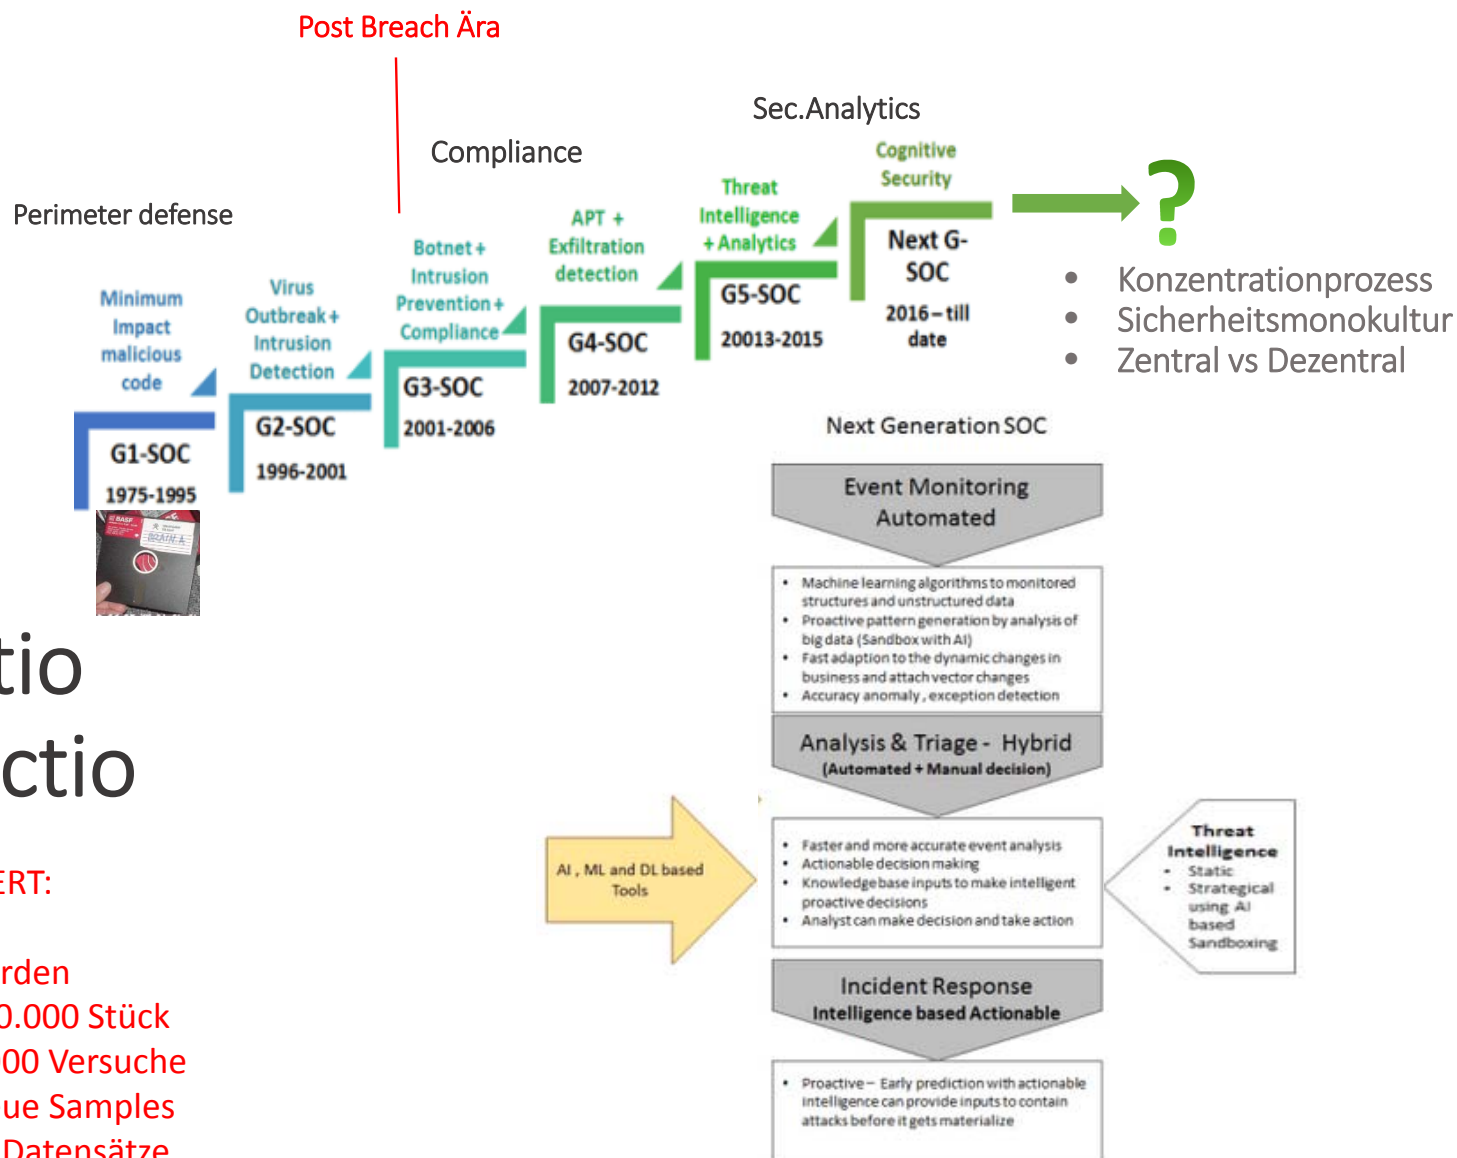 Post Breach Ära
Sec.Analytics
Compliance
Perimeter defense
Minimum
Impact
malicious
code
G1-SOC
1975-1995
Virus
Outbreak +
Intrusion
Detection
G2-SOC
1996-2001
Botnet +
Intrusion
Prevention +
Compliance
G3-SOC
2001-2006
APT +
Exfiltration
detection
G4-SOC
2007-2012
Threat
Intelligence
+ Analytics
G5-SOC
20013-2015
Cognitive
Security
Next G-
SOC
2016 – till
date
?
• Konzentrationprozess
• Sicherheitsmonokultur
• Zentral vs Dezentral
BASF
BRAIN A
tio
ctio
ERT:
rden
0.000 Stück
000 Versuche
ue Samples
Datensätze
Next Generation SOC
Event Monitoring
Automated
• Machine learning algorithms to monitored
structures and unstructured data
• Proactive pattern generation by analysis of
big data (Sandbox with AI)
• Fast adaption to the dynamic changes in
business and attach vector changes
• Accuracy anomaly , exception detection
Analysis & Triage - Hybrid
(Automated + Manual decision)
AI , ML and DL based
Tools
• Faster and more accurate event analysis
• Actionable decision making
• Knowledgebase inputs to make intelligent
proactive decisions
• Analyst can make decision and take action
Threat
Intelligence
• Static
• Strategical
using AI
based
Sandboxing
Incident Response
Intelligence based Actionable
• Proactive – Early prediction with actionable
intelligence can provide inputs to contain
attacks before it gets materialize